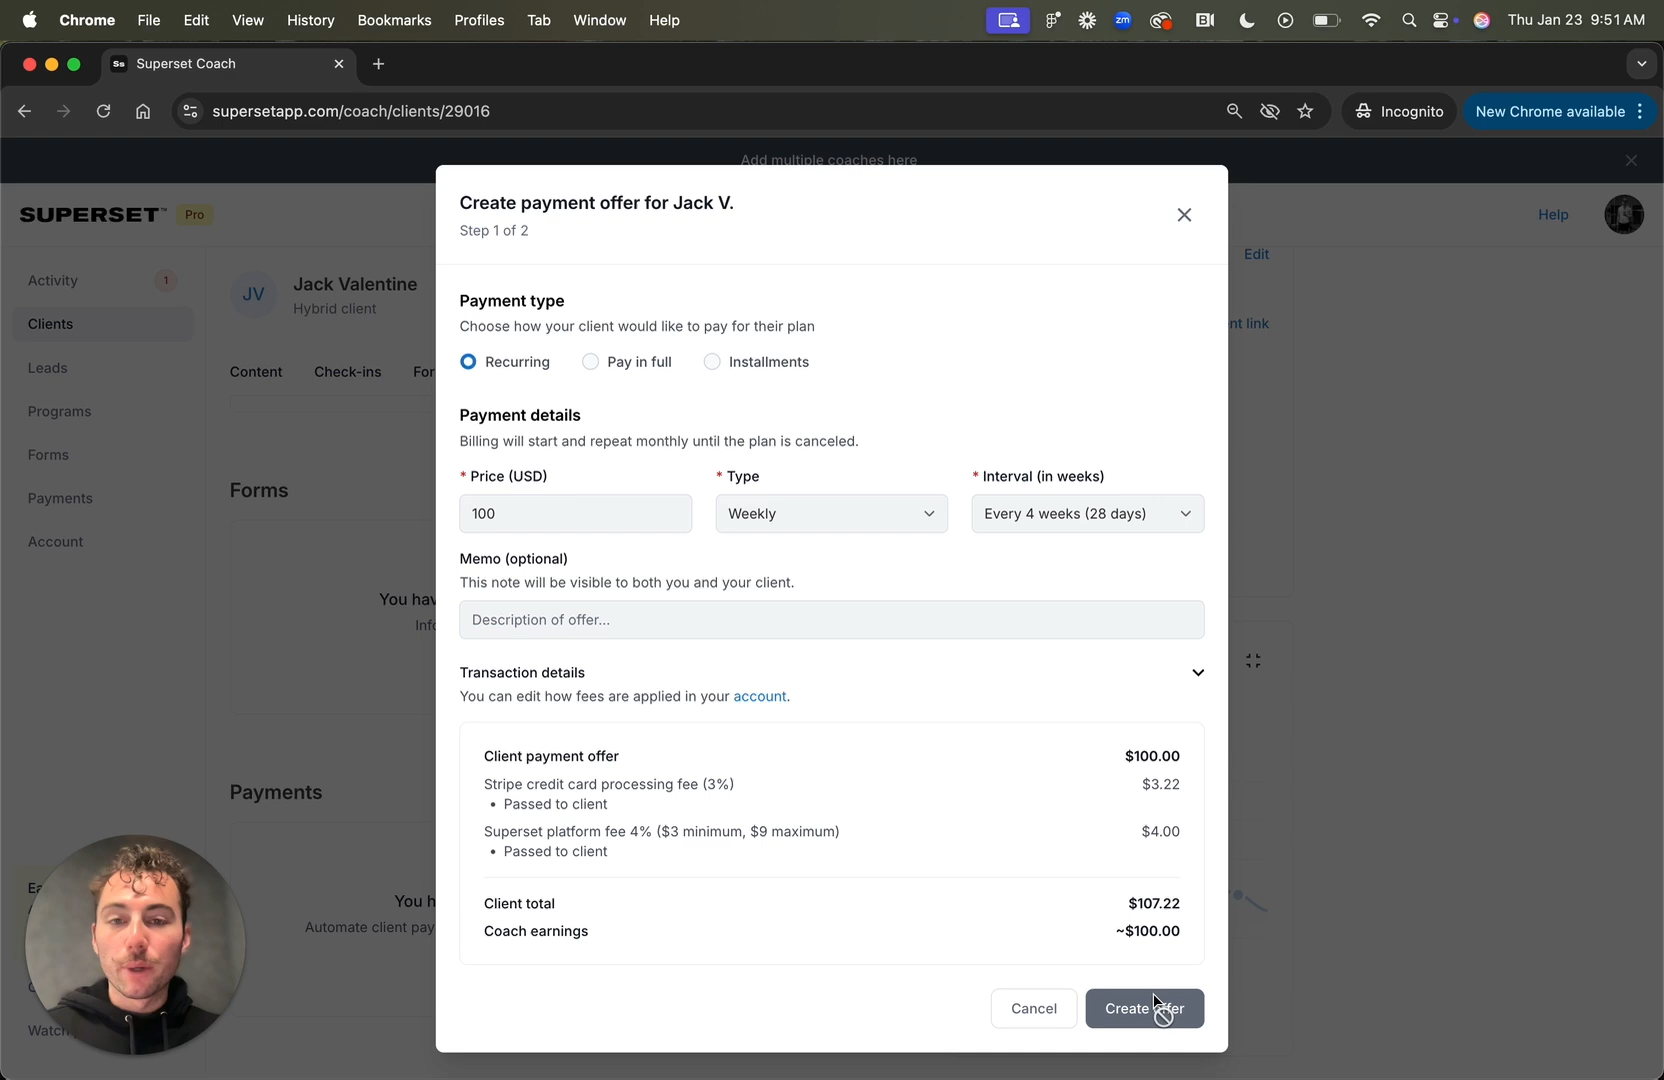 Chrome File Edit View History Bookmarks Profiles Tab Window Help zm Thu Jan 23 9:51 AM
Ss Superset Coach
supersetapp.com/coach/clients/29016 Incognito New Chrome available
Add multiple coaches here
SUPERSET™ Pro Help
Activity 1
Clients
Leads
Programs
Forms
Payments
Account
JV Jack Valentine
Hybrid client
Edit
nt link
Content Check-ins For
Forms
You hav
Info
Payments
You h
Automate client pay
Ea
Watch
Create payment offer for Jack V.
Step 1 of 2
Payment type
Choose how your client would like to pay for their plan
Recurring Pay in full Installments
Payment details
Billing will start and repeat monthly until the plan is canceled.
* Price (USD) * Type * Interval (in weeks)
100 Weekly Every 4 weeks (28 days)
Memo (optional)
This note will be visible to both you and your client.
Description of offer...
Transaction details
You can edit how fees are applied in your account.
Client payment offer $100.00
Stripe credit card processing fee (3%) $3.22
• Passed to client
Superset platform fee 4% ($3 minimum, $9 maximum) $4.00
• Passed to client
Client total $107.22
Coach earnings ~$100.00
Cancel Create offer